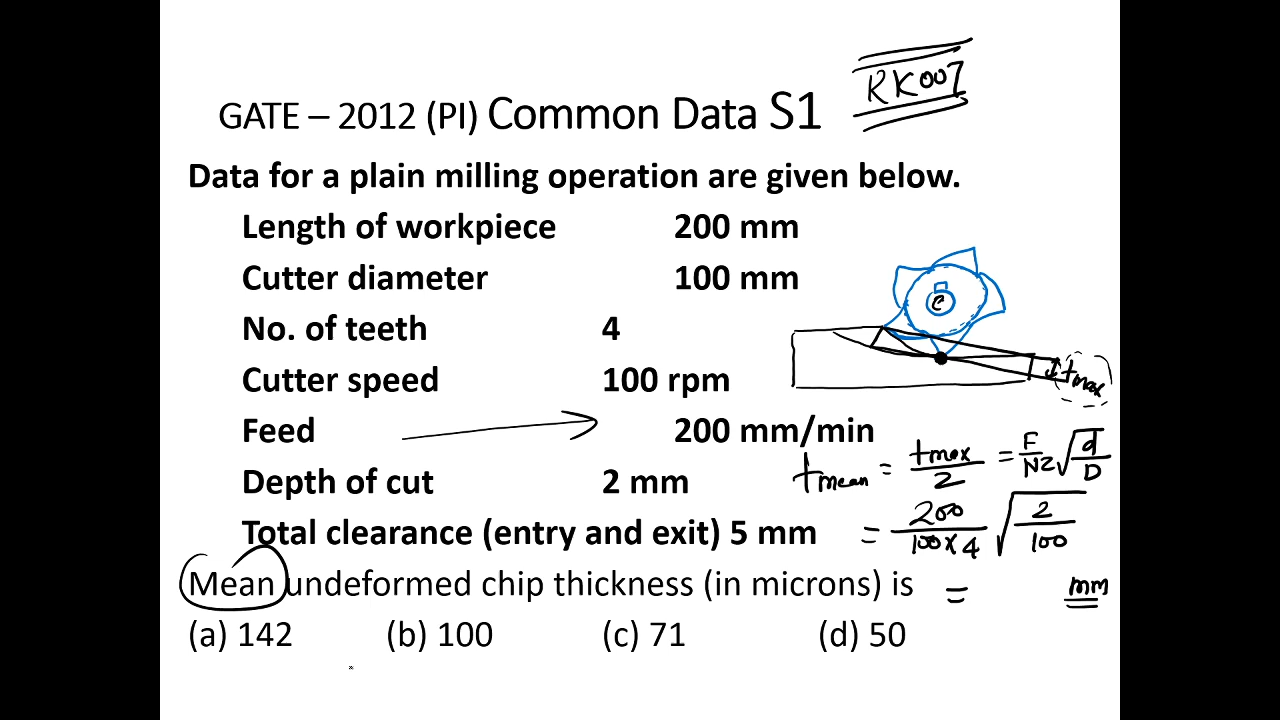 RK007
GATE – 2012 (PI) Common Data S1
Data for a plain milling operation are given below.
Length of workpiece 200 mm
Cutter diameter 100 mm
No. of teeth 4
Cutter speed 100 rpm
Feed 200 mm/min
Depth of cut 2 mm
Total clearance (entry and exit) 5 mm
Mean undeformed chip thickness (in microns) is
(a) 142 (b) 100 (c) 71 (d) 50
C
tmax
tmean = tmax/2 = F/NZ √d/D
= 200/100×4 √2/100
= mm